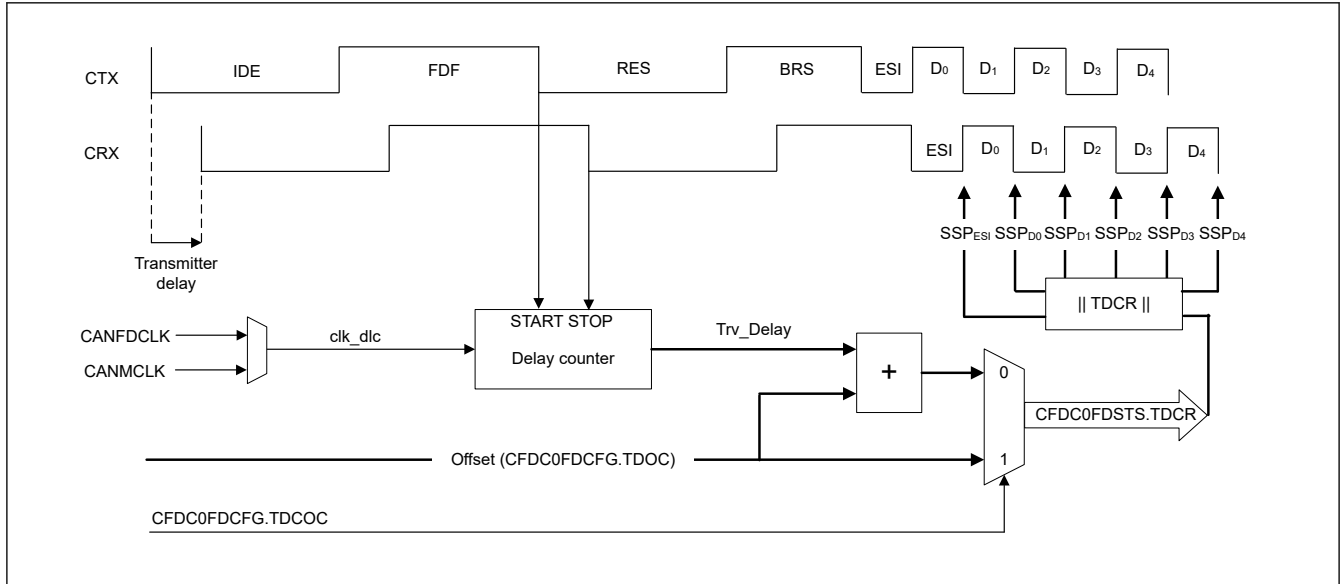 CTX IDE FDF RES BRS ESI D0 D1 D2 D3 D4
CRX ESI D0 D1 D2 D3 D4
SSPESI SSPD0 SSPD1 SSPD2 SSPD3 SSPD4
Transmitter
delay
|| TDCR ||
CANFDCLK
CANMCLK
clk_dlc
START STOP
Delay counter
Trv_Delay
+
0
1
CFDC0FDSTS.TDCR
Offset (CFDC0FDCFG.TDOC)
CFDC0FDCFG.TDCOC